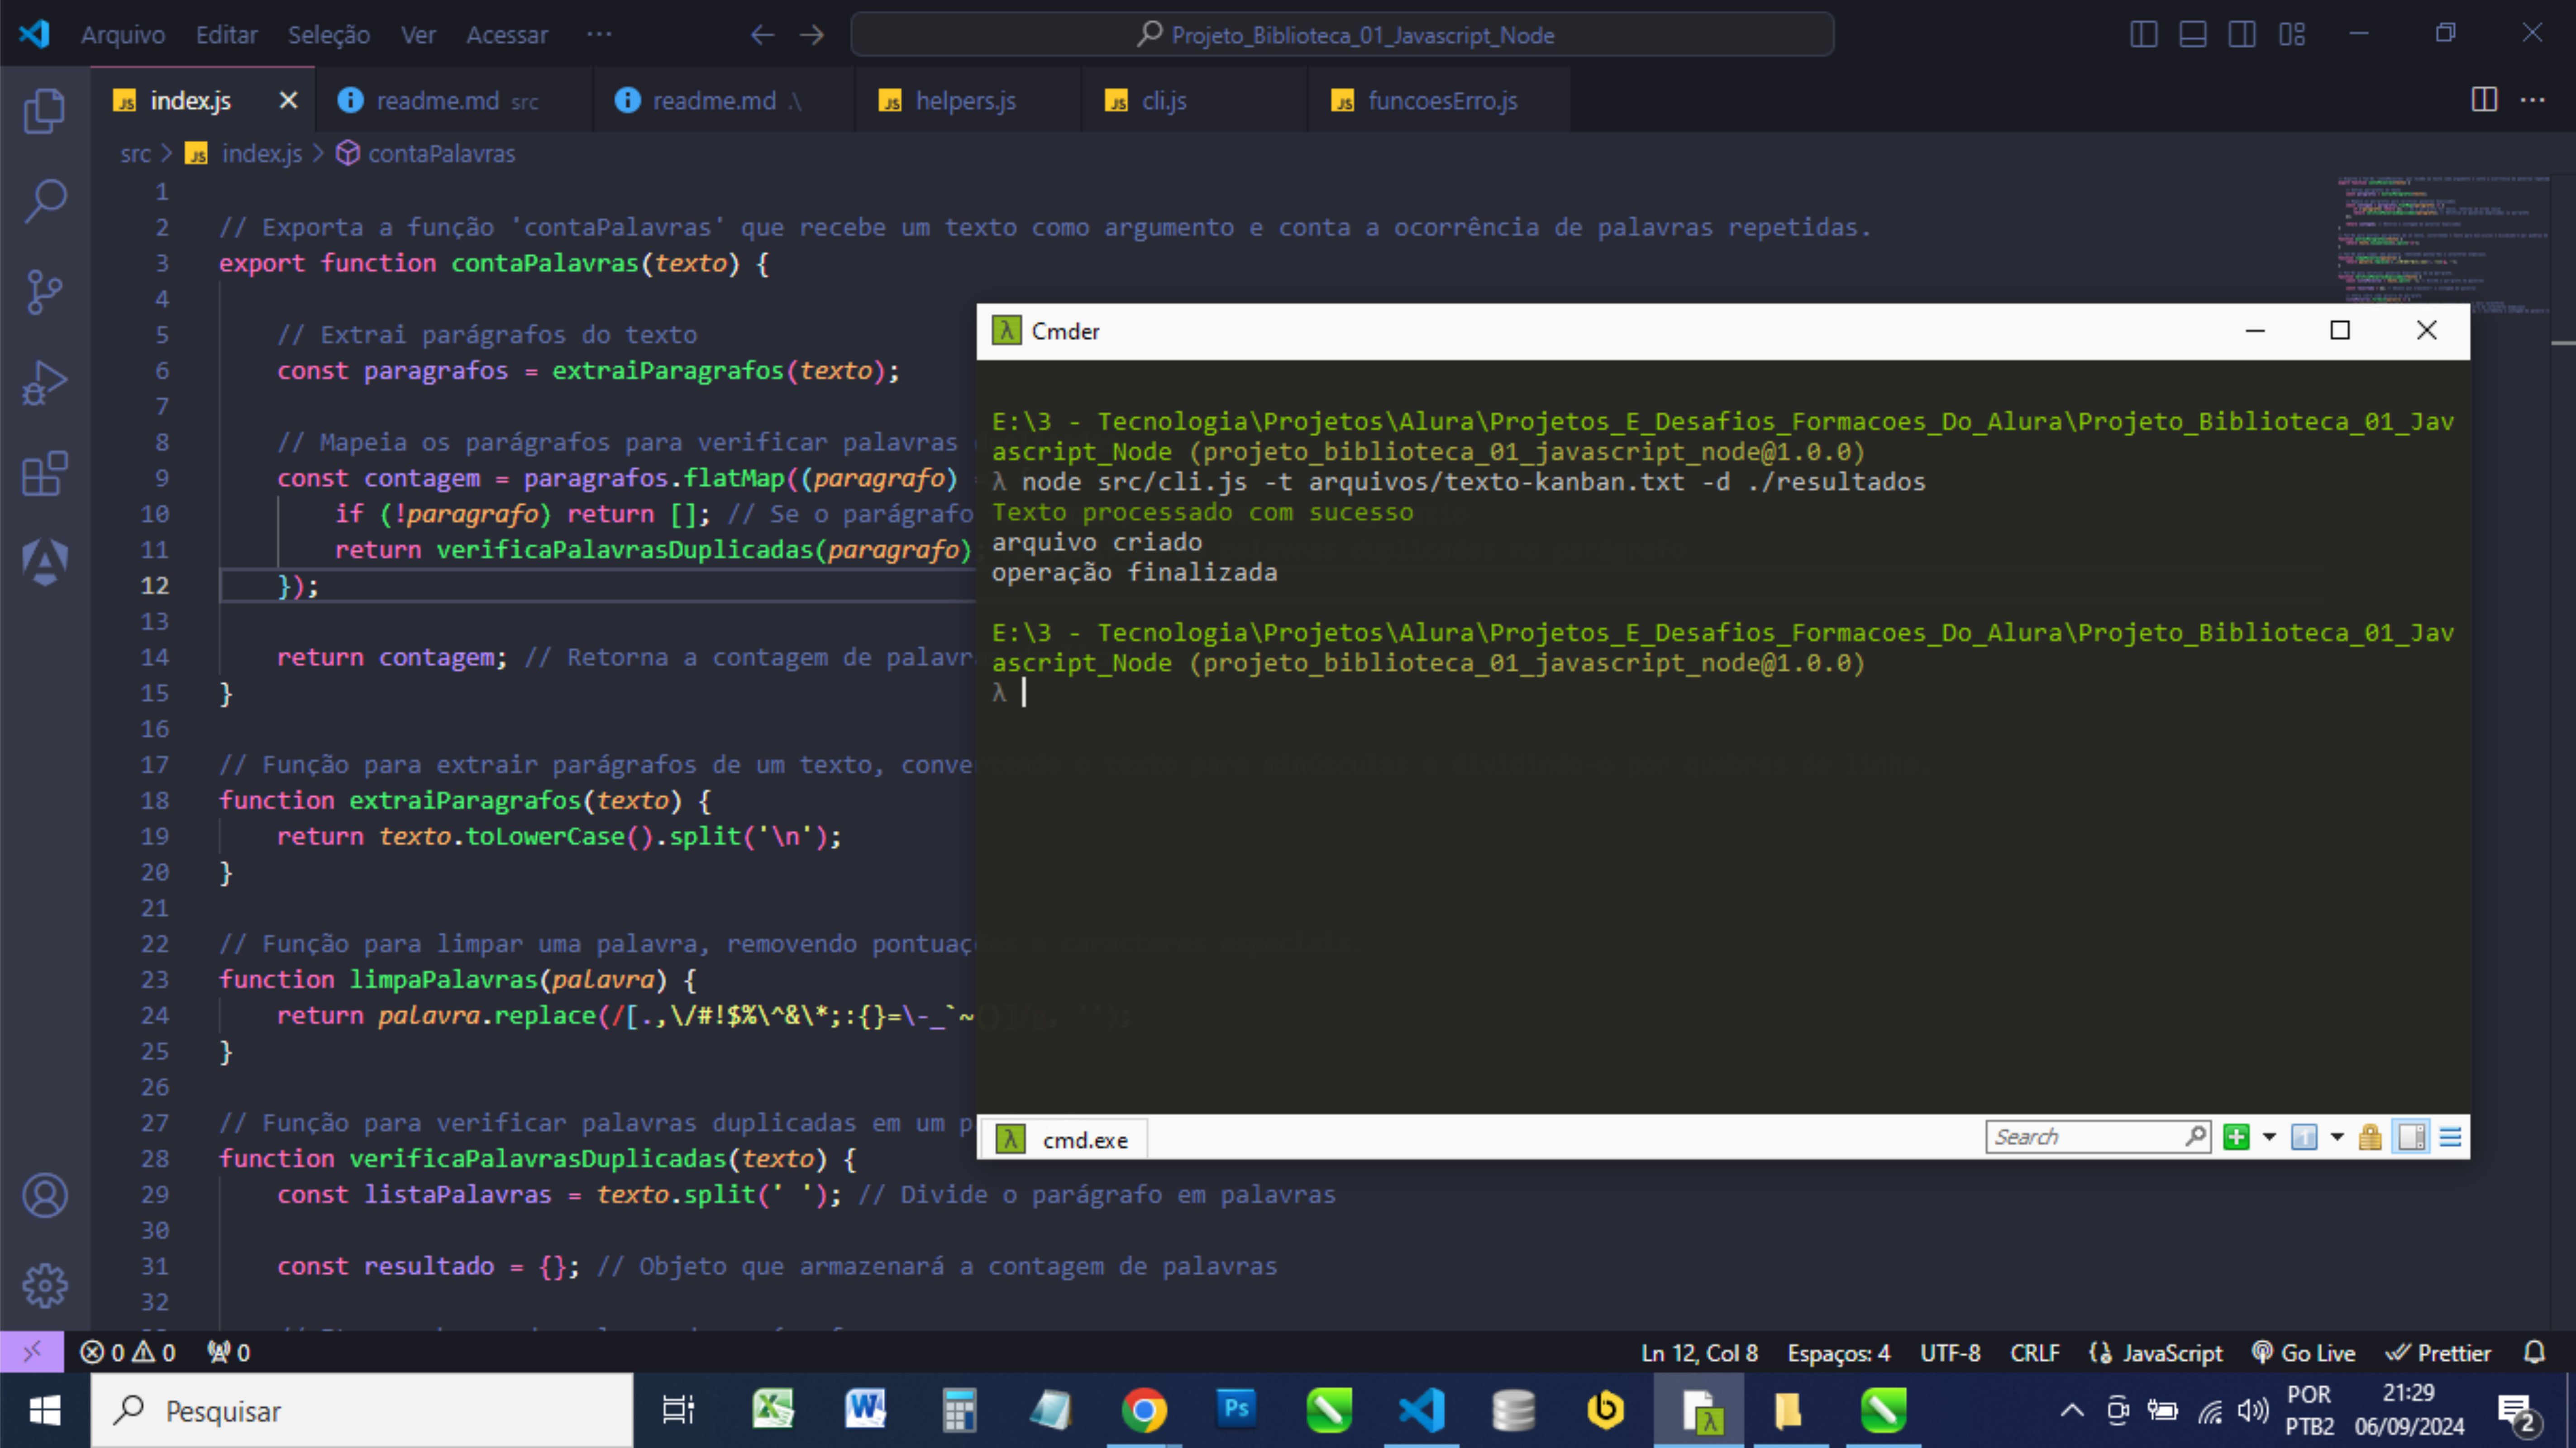 Arquivo Editar Seleção Ver Acessar ··· Projeto_Biblioteca_01_Javascript_Node
index.js readme.md src readme.md .\ helpers.js cli.js funcoesErro.js
src > index.js > contaPalavras
1
2 // Exporta a função 'contaPalavras' que recebe um texto como argumento e conta a ocorrência de palavras repetidas.
3 export function contaPalavras(texto) {
4
5 // Extrai parágrafos do texto
6 const paragrafos = extraiParagrafos(texto);
7
8 // Mapeia os parágrafos para verificar palavras
9 const contagem = paragrafos.flatMap((paragrafo)
10 if (!paragrafo) return []; // Se o parágrafo
11 return verificaPalavrasDuplicadas(paragrafo)
12 });
13
14 return contagem; // Retorna a contagem de palavr
15 }
16
17 // Função para extrair parágrafos de um texto, conve
18 function extraiParagrafos(texto) {
19 return texto.toLowerCase().split('\n');
20 }
21
22 // Função para limpar uma palavra, removendo pontuaç
23 function limpaPalavras(palavra) {
24 return palavra.replace(/[.,\/#!$%\^&\*;:{}=\-_`~()]/g, '');
25 }
26
27 // Função para verificar palavras duplicadas em um p
28 function verificaPalavrasDuplicadas(texto) {
29 const listaPalavras = texto.split(' '); // Divide o parágrafo em palavras
30
31 const resultado = {}; // Objeto que armazenará a contagem de palavras
32
Cmder
E:\3 - Tecnologia\Projetos\Alura\Projetos_E_Desafios_Formacoes_Do_Alura\Projeto_Biblioteca_01_Jav
ascript_Node (projeto_biblioteca_01_javascript_node@1.0.0)
λ node src/cli.js -t arquivos/texto-kanban.txt -d ./resultados
Texto processado com sucesso
arquivo criado
operação finalizada
E:\3 - Tecnologia\Projetos\Alura\Projetos_E_Desafios_Formacoes_Do_Alura\Projeto_Biblioteca_01_Jav
ascript_Node (projeto_biblioteca_01_javascript_node@1.0.0)
λ
cmd.exe Search
0 0 0 Ln 12, Col 8 Espaços: 4 UTF-8 CRLF JavaScript Go Live Prettier
Pesquisar Ps POR 21:29
PTB2 06/09/2024 2